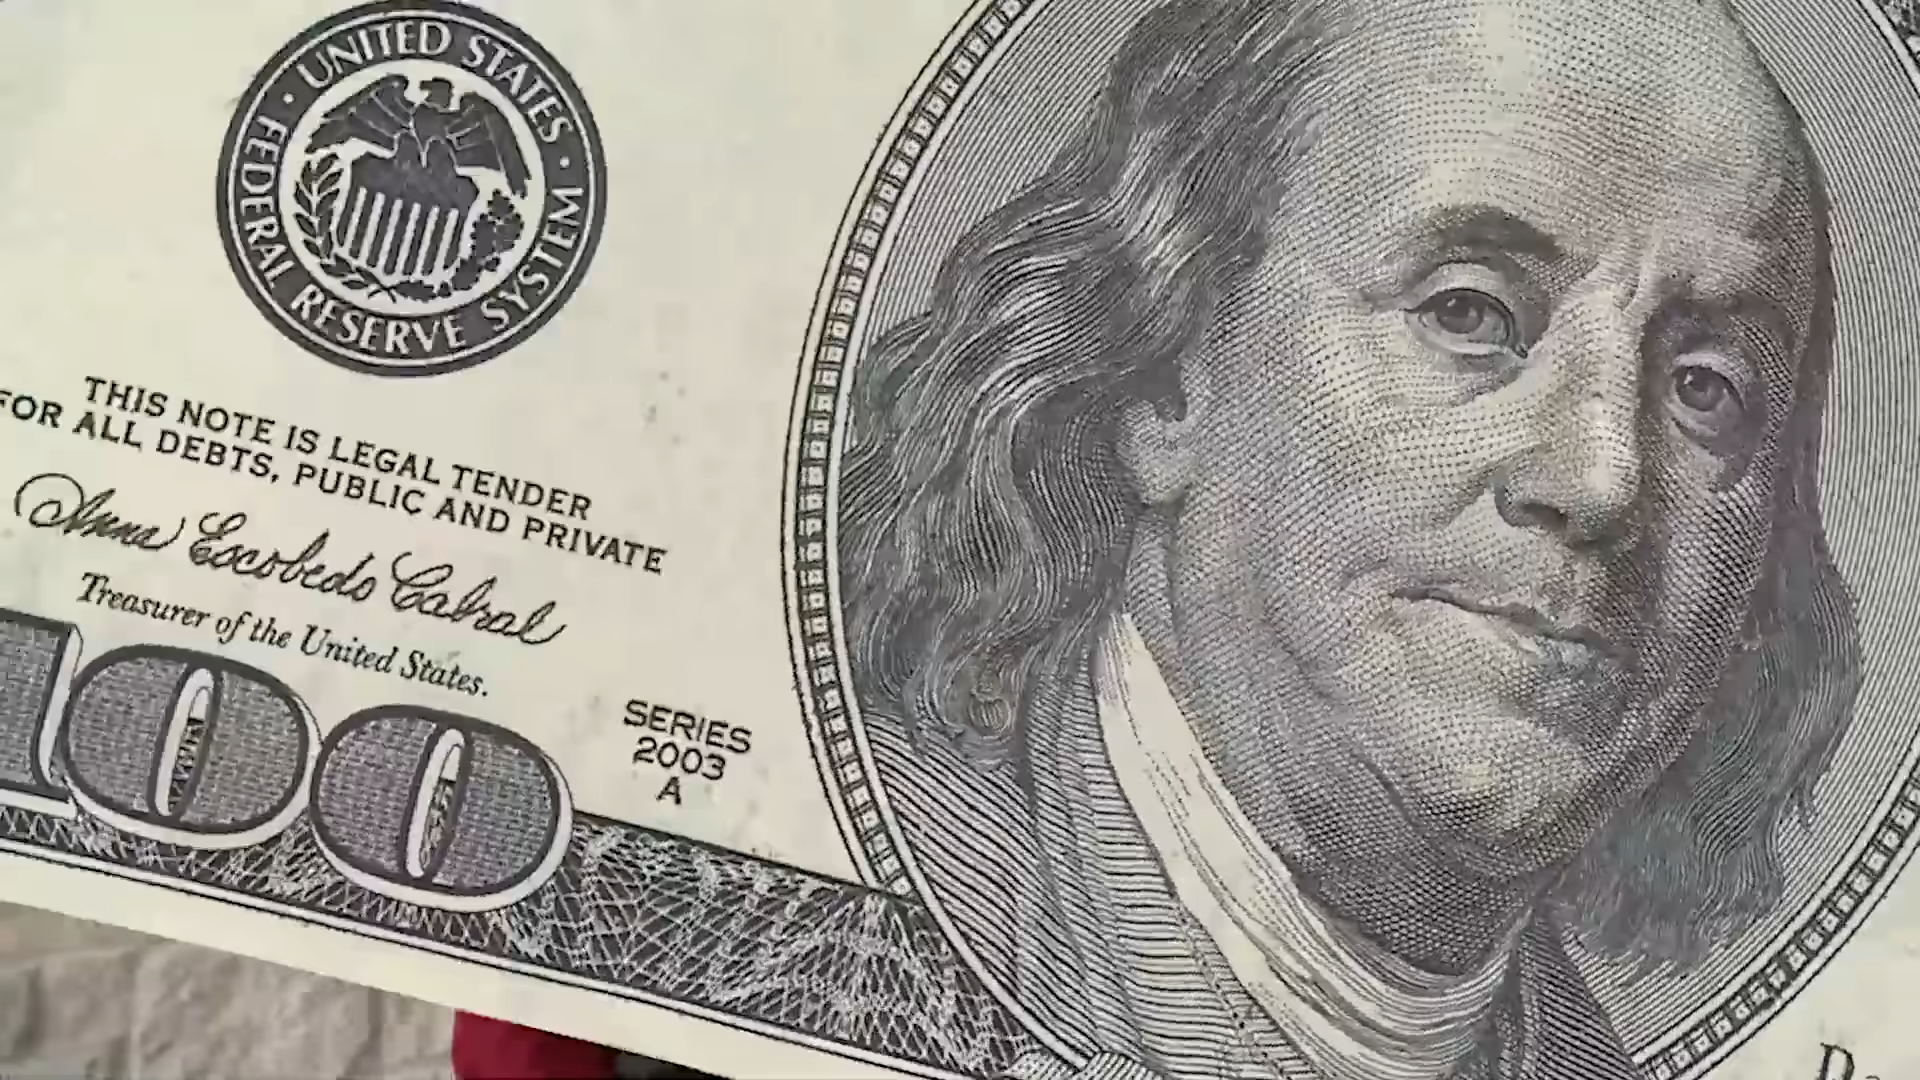 UNITED STATES
FEDERAL RESERVE SYSTEM
THIS NOTE IS LEGAL TENDER
FOR ALL DEBTS, PUBLIC AND PRIVATE
Anna Escobedo Cabral
Treasurer of the United States.
100
SERIES
2003
A